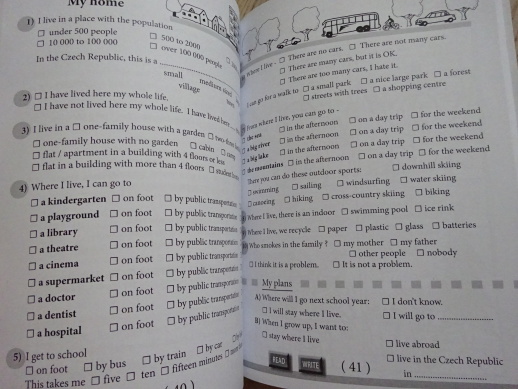 My home
1) I live in a place with the population
☐ under 500 people ☐ 500 to 2000
☐ 10 000 to 100 000 ☐ over 100 000 people
In the Czech Republic, this is a
small medium sized
village town
2) ☐ I have lived here my whole life.
☐ I have not lived here my whole life. I have lived here
3) I live in a ☐ one-family house with a garden ☐
☐ one-family house with no garden ☐ cabin ☐
☐ flat / apartment in a building with 4 floors or less
☐ flat in a building with more than 4 floors ☐ student
4) Where I live, I can go to
☐ a kindergarten ☐ on foot ☐ by public transportation
☐ a playground ☐ on foot ☐ by public transportation
☐ a library ☐ on foot ☐ by public transportation
☐ a theatre ☐ on foot ☐ by public transportation
☐ a cinema ☐ on foot ☐ by public transportation
☐ a supermarket ☐ on foot ☐ by public transportation
☐ a doctor ☐ on foot ☐ by public transportation
☐ a dentist ☐ on foot ☐ by public transportation
☐ a hospital ☐ on foot ☐ by public transportation
5) I get to school
☐ on foot ☐ by bus ☐ by train ☐ by car
This takes me ☐ five ☐ ten ☐ fifteen minutes
Where I live - ☐ There are no cars. ☐ There are not many cars.
☐ There are many cars, but it is OK.
☐ There are too many cars, I hate it.
I can go for a walk to ☐ a small park ☐ a nice large park ☐ a forest
☐ streets with trees ☐ a shopping centre
From where I live, you can go to -
the sea ☐ in the afternoon ☐ on a day trip ☐ for the weekend
a big river ☐ in the afternoon ☐ on a day trip ☐ for the weekend
a big lake ☐ in the afternoon ☐ on a day trip ☐ for the weekend
the mountains ☐ in the afternoon ☐ on a day trip ☐ for the weekend
There you can do these outdoor sports: ☐ downhill skiing
☐ swimming ☐ sailing ☐ windsurfing ☐ water skiing
☐ canoeing ☐ hiking ☐ cross-country skiing ☐ biking
Where I live, there is an indoor ☐ swimming pool ☐ ice rink
Where I live, we recycle ☐ paper ☐ plastic ☐ glass ☐ batteries
Who smokes in the family? ☐ my mother ☐ my father
☐ other people ☐ nobody
☐ I think it is a problem. ☐ It is not a problem.
My plans
A) Where will I go next school year: ☐ I don't know.
☐ I will stay where I live. ☐ I will go to
B) When I grow up, I want to:
☐ stay where I live ☐ live abroad
☐ live in the Czech Republic
in
READ WRITE (41)